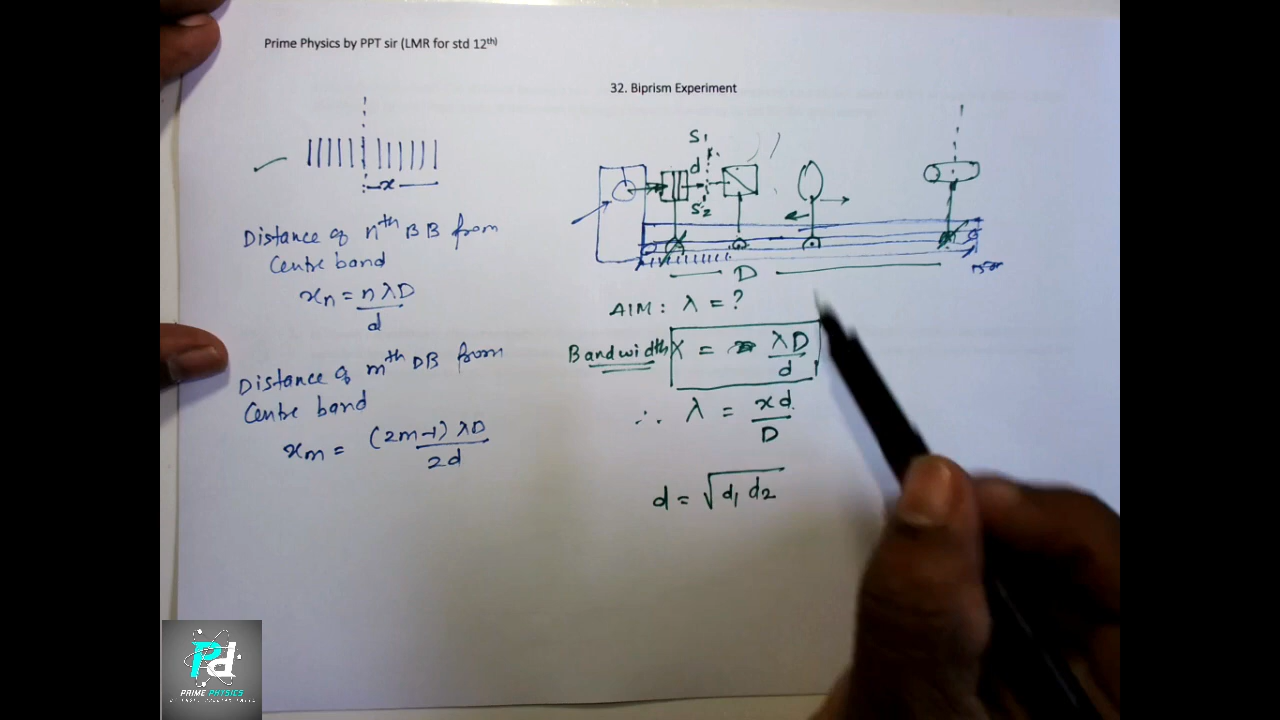 Prime Physics by PPT sir (LMR for std 12th)
32. Biprism Experiment
x
Distance of nth BB from
Centre band
xn = nλD
d
Distance of mth DB from
Centre band
xm = (2m-1) λD
2d
S1
d
S2
D
AIM: λ = ?
Bandwidth X = λD
d
∴ λ = xd
D
d = √d1 d2
Pd
PRIME PHYSICS